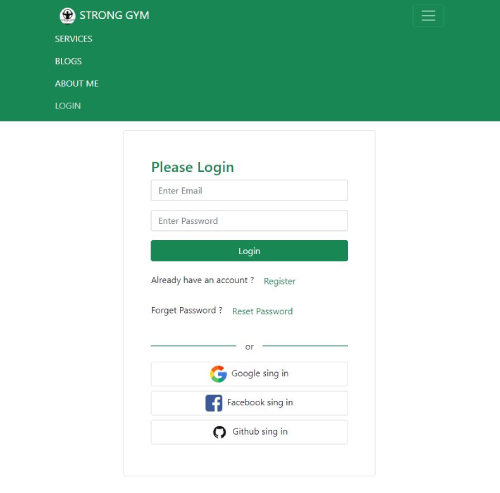 STRONG GYM
SERVICES
BLOGS
ABOUT ME
LOGIN
Please Login
Enter Email
Enter Password
Login
Already have an account ? Register
Forget Password ? Reset Password
or
Google sing in
Facebook sing in
Github sing in